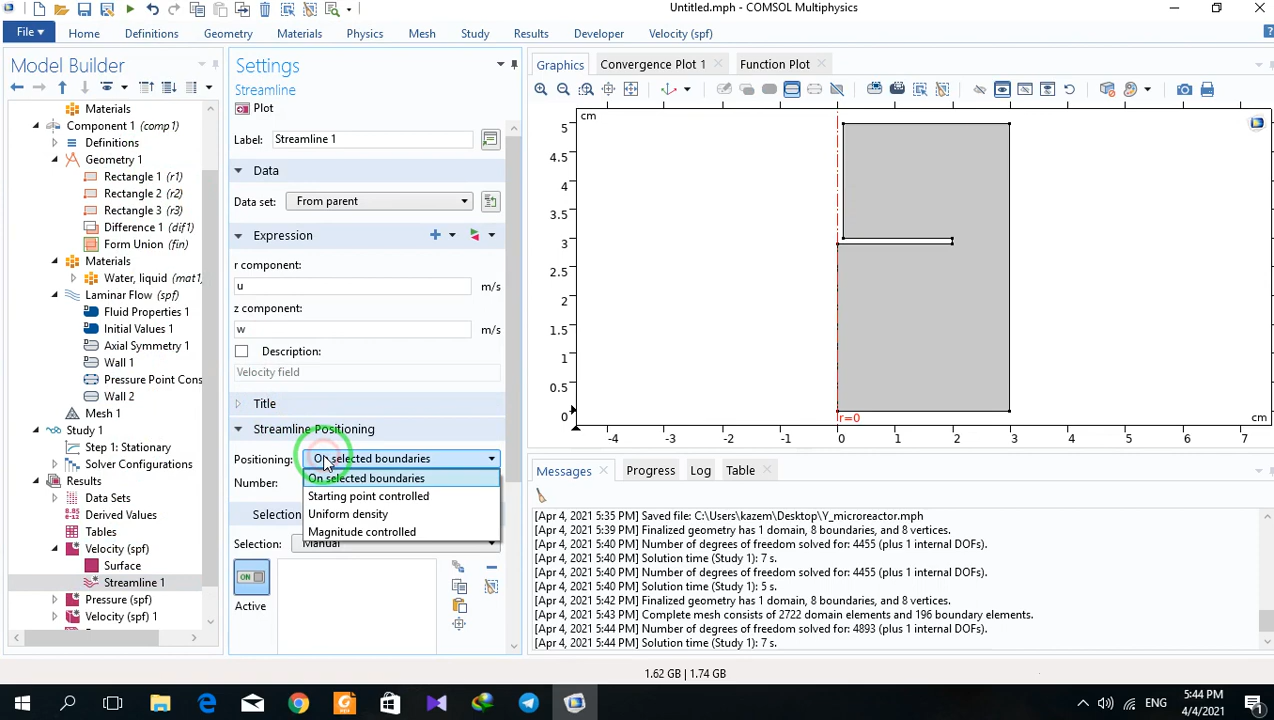 Untitled.mph - COMSOL Multiphysics
File
Home
Definitions
Geometry
Materials
Physics
Mesh
Study
Results
Developer
Velocity (spf)
Model Builder
Materials
Component 1 (comp1)
Definitions
Geometry 1
Rectangle 1 (r1)
Rectangle 2 (r2)
Rectangle 3 (r3)
Difference 1 (dif1)
Form Union (fin)
Materials
Water, liquid (mat1)
Laminar Flow (spf)
Fluid Properties 1
Initial Values 1
Axial Symmetry 1
Wall 1
Pressure Point Cons
Wall 2
Mesh 1
Study 1
Step 1: Stationary
Solver Configurations
Results
Data Sets
Derived Values
Tables
Velocity (spf)
Surface
Streamline 1
Pressure (spf)
Velocity (spf) 1
Settings
Streamline
Plot
Label: Streamline 1
Data
Data set: From parent
Expression
r component:
u m/s
z component:
w m/s
Description:
Velocity field
Title
Streamline Positioning
Positioning: On selected boundaries
On selected boundaries
Number:
Starting point controlled
Uniform density
Selection
Magnitude controlled
Selection: Manual
ON
Active
Graphics
Convergence Plot 1
Function Plot
cm
5
4.5
4
3.5
3
2.5
2
1.5
1
0.5
0
r=0
cm
-4 -3 -2 -1 0 1 2 3 4 5 6 7
Messages
Progress
Log
Table
[Apr 4, 2021 5:35 PM] Saved file: C:\Users\kazem\Desktop\Y_microreactor.mph
[Apr 4, 2021 5:39 PM] Finalized geometry has 1 domain, 8 boundaries, and 8 vertices.
[Apr 4, 2021 5:40 PM] Number of degrees of freedom solved for: 4455 (plus 1 internal DOFs).
[Apr 4, 2021 5:40 PM] Solution time (Study 1): 7 s.
[Apr 4, 2021 5:40 PM] Number of degrees of freedom solved for: 4455 (plus 1 internal DOFs).
[Apr 4, 2021 5:40 PM] Solution time (Study 1): 5 s.
[Apr 4, 2021 5:42 PM] Finalized geometry has 1 domain, 8 boundaries, and 8 vertices.
[Apr 4, 2021 5:43 PM] Complete mesh consists of 2722 domain elements and 196 boundary elements.
[Apr 4, 2021 5:44 PM] Number of degrees of freedom solved for: 4893 (plus 1 internal DOFs).
[Apr 4, 2021 5:44 PM] Solution time (Study 1): 7 s.
1.62 GB | 1.74 GB
ENG
5:44 PM
4/4/2021
1